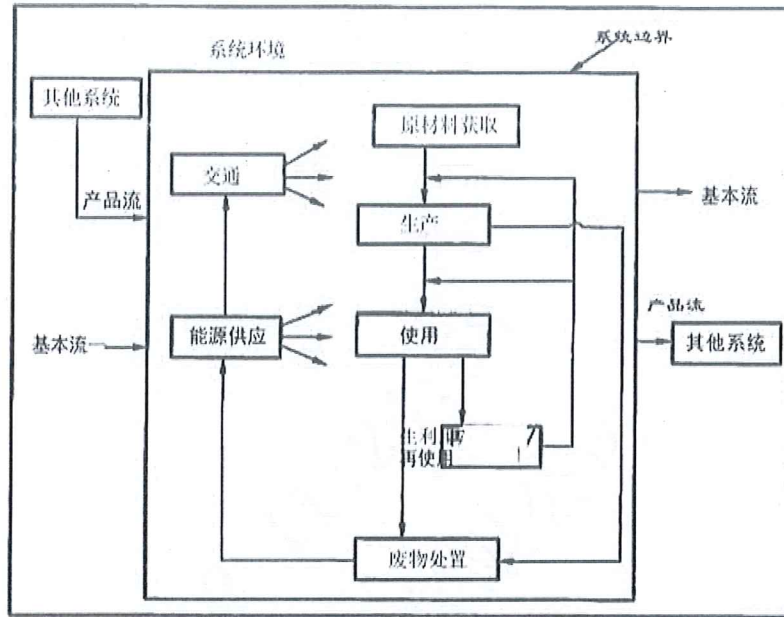 系统环境
系统边界
其他系统
原材料获取
交通
产品流
基本流
生产
产品流
基本流
能源供应
使用
其他系统
再使用
废物处置